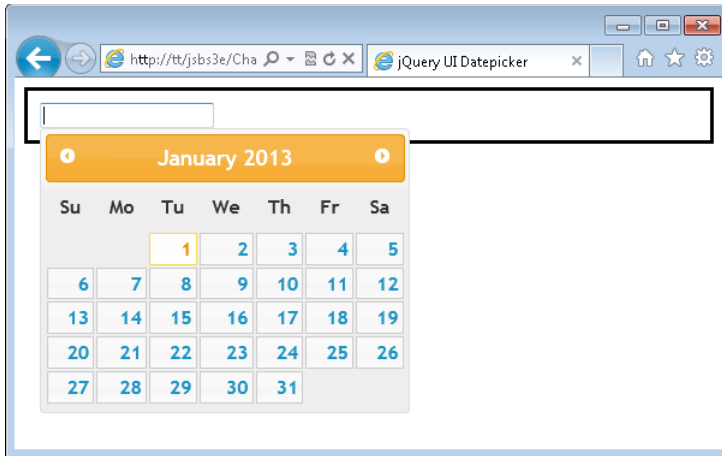 http://tt/jsbs3e/Cha
jQuery UI Datepicker
January 2013
Su Mo Tu We Th Fr Sa
1 2 3 4 5
6 7 8 9 10 11 12
13 14 15 16 17 18 19
20 21 22 23 24 25 26
27 28 29 30 31